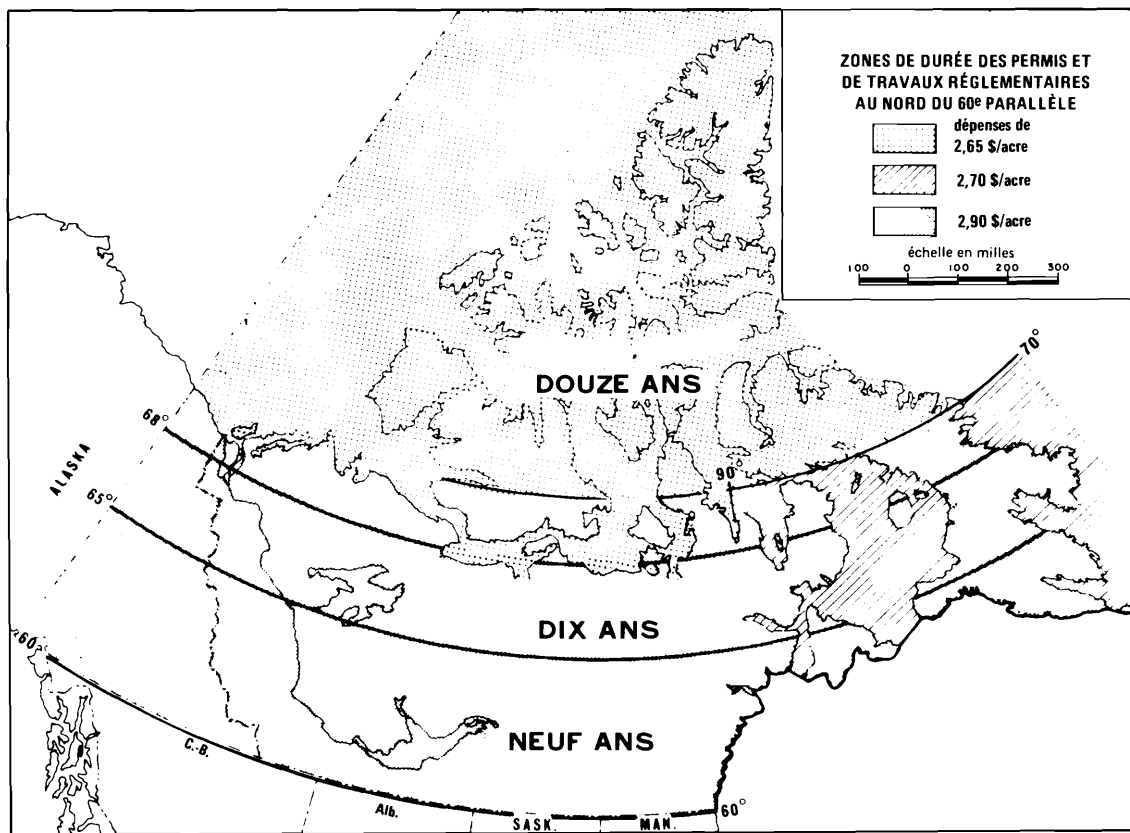 ZONES DE DURÉE DES PERMIS ET
DE TRAVAUX RÉGLEMENTAIRES
AU NORD DU 60e PARALLÈLE
dépenses de
2,65 $/acre
2,70 $/acre
2,90 $/acre
échelle en milles
100 0 100 200 300
70°
DOUZE ANS
68°
90°
ALASKA
65°
DIX ANS
60°
NEUF ANS
C.-B.
Alb.
SASK.
MAN.
60°